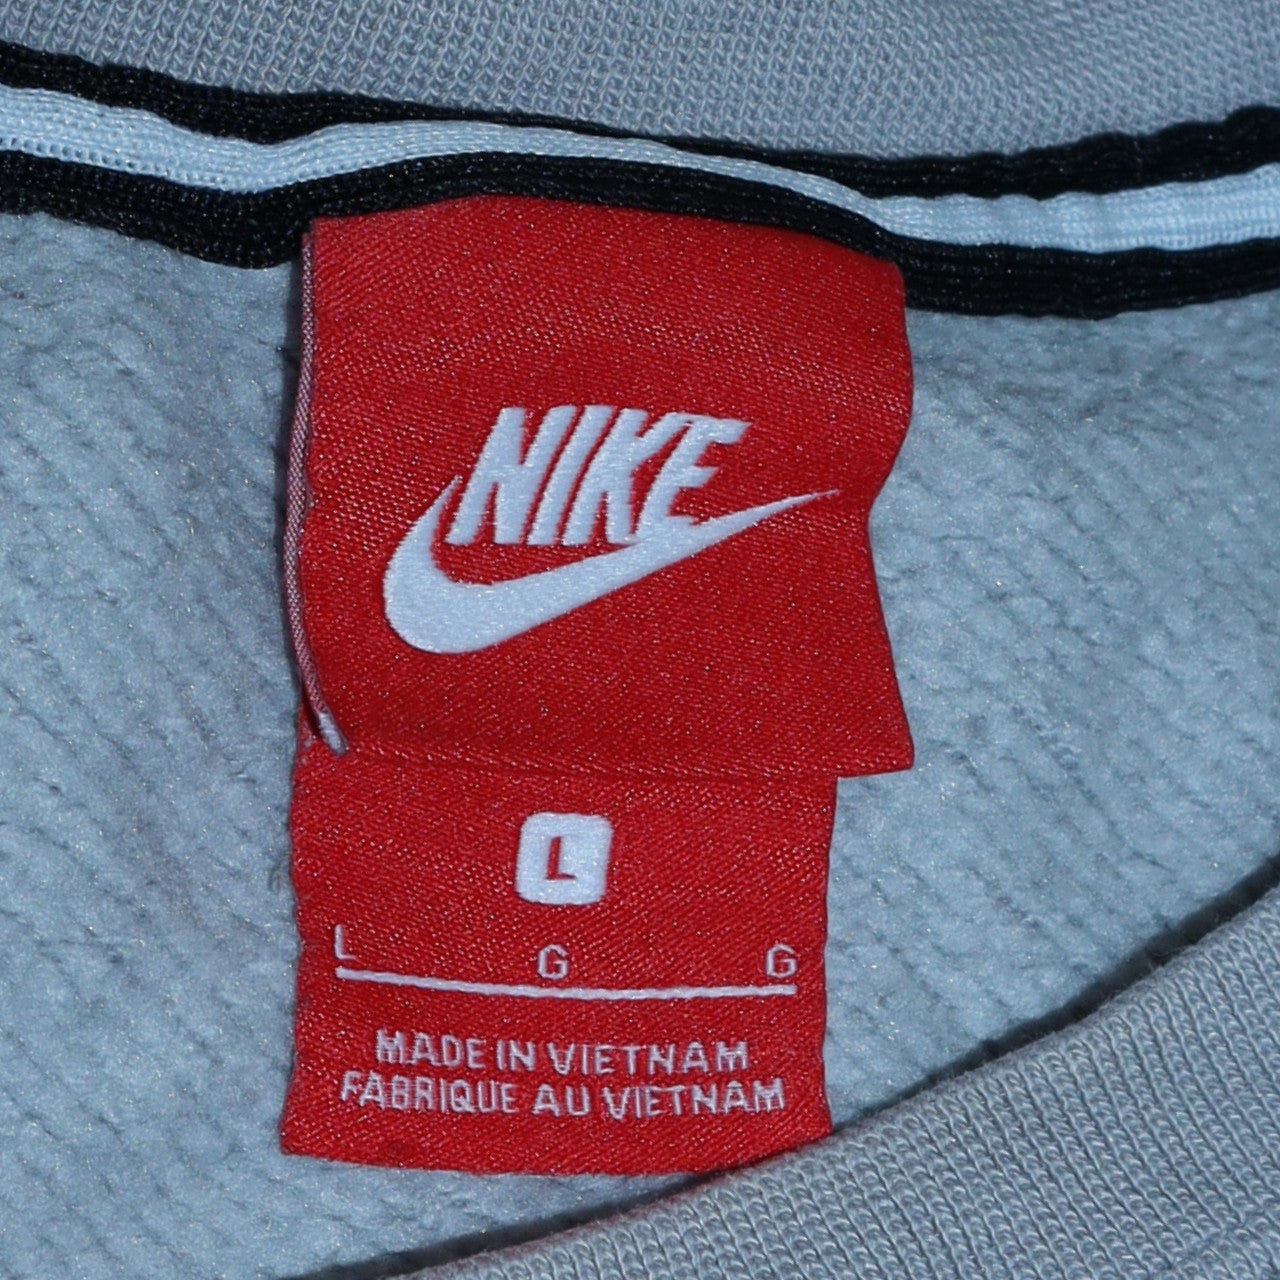 NIKE
L
L G G
MADE IN VIETNAM
FABRIQUE AU VIETNAM